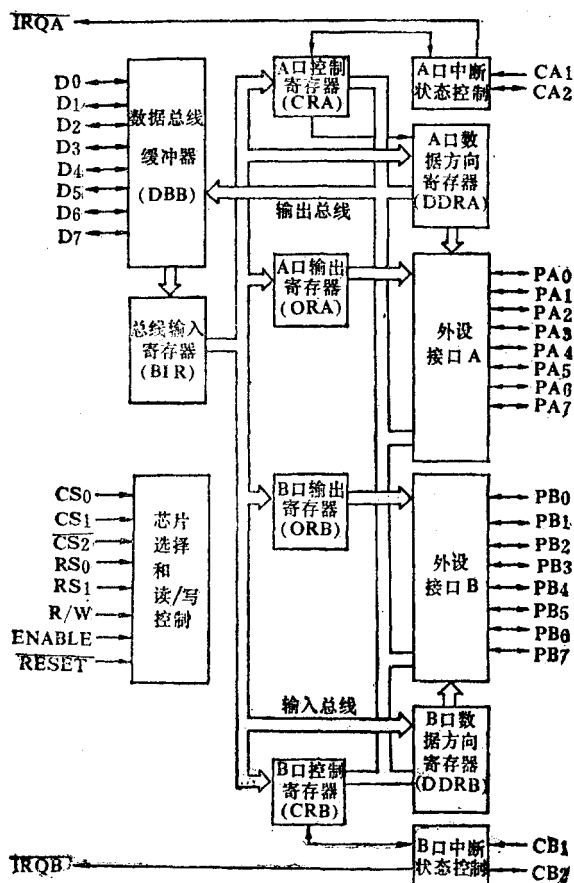 IRQA
D0
D1
D2
D3
D4
D5
D6
D7
数据总线
缓冲器
(DBB)
A口控制
寄存器
(CRA)
A口中断
状态控制
CA1
CA2
A口数
据方向
寄存器
(DDRA)
输出总线
总线输入
寄存器
(BIR)
A口输出
寄存器
(ORA)
外设
接口A
PA0
PA1
PA2
PA3
PA4
PA5
PA6
PA7
CS0
CS1
CS2
RS0
RS1
R/W
ENABLE
RESET
芯片
选择
和
读/写
控制
B口输出
寄存器
(ORB)
外设
接口B
PB0
PB1
PB2
PB3
PB4
PB5
PB6
PB7
输入总线
B口数
据方向
寄存器
(DDRB)
B口控制
寄存器
(CRB)
B口中断
状态控制
CB1
CB2
IRQB